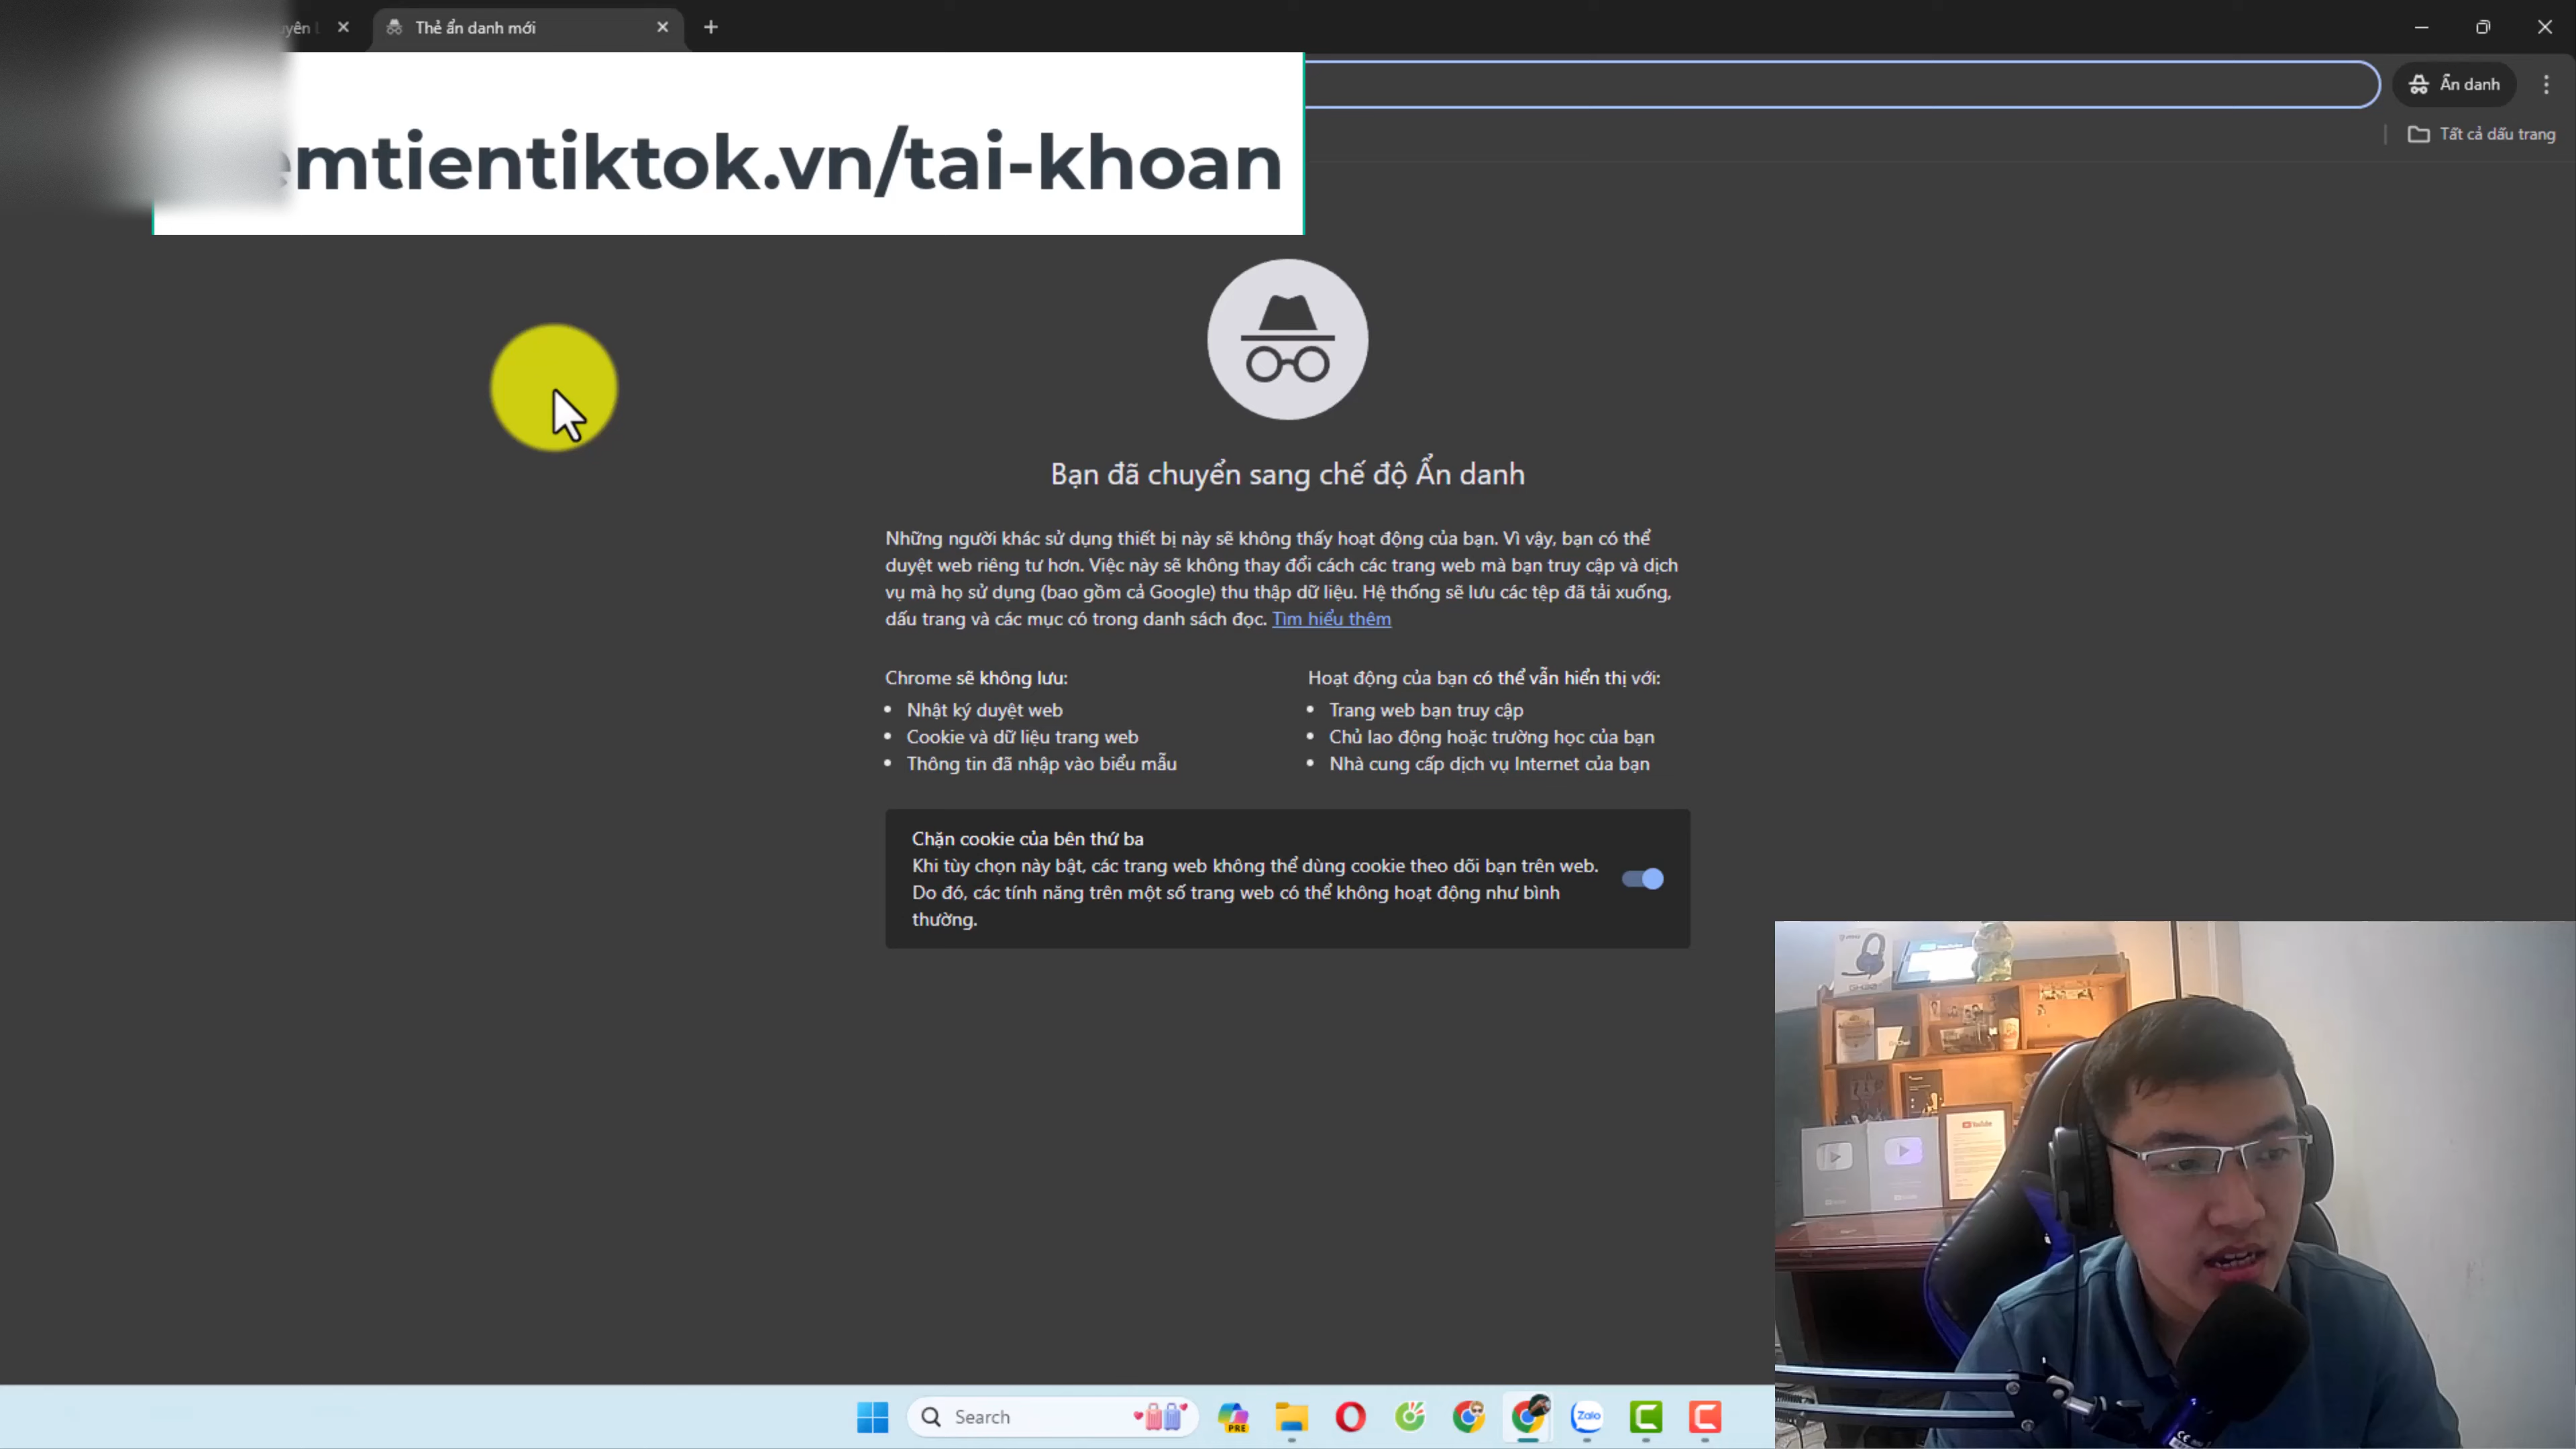 Thẻ ẩn danh mới
Ẩn danh
emtientiktok.vn/tai-khoan
Tất cả dấu trang
Bạn đã chuyển sang chế độ Ẩn danh
Những người khác sử dụng thiết bị này sẽ không thấy hoạt động của bạn. Vì vậy, bạn có thể
duyệt web riêng tư hơn. Việc này sẽ không thay đổi cách các trang web mà bạn truy cập và dịch
vụ mà họ sử dụng (bao gồm cả Google) thu thập dữ liệu. Hệ thống sẽ lưu các tệp đã tải xuống,
dấu trang và các mục có trong danh sách đọc. Tìm hiểu thêm
Chrome sẽ không lưu:
Nhật ký duyệt web
Cookie và dữ liệu trang web
Thông tin đã nhập vào biểu mẫu
Hoạt động của bạn có thể vẫn hiển thị với:
Trang web bạn truy cập
Chủ lao động hoặc trường học của bạn
Nhà cung cấp dịch vụ Internet của bạn
Chặn cookie của bên thứ ba
Khi tùy chọn này bật, các trang web không thể dùng cookie theo dõi bạn trên web.
Do đó, các tính năng trên một số trang web có thể không hoạt động như bình
thường.
YouTube
Search
PRE
Zalo